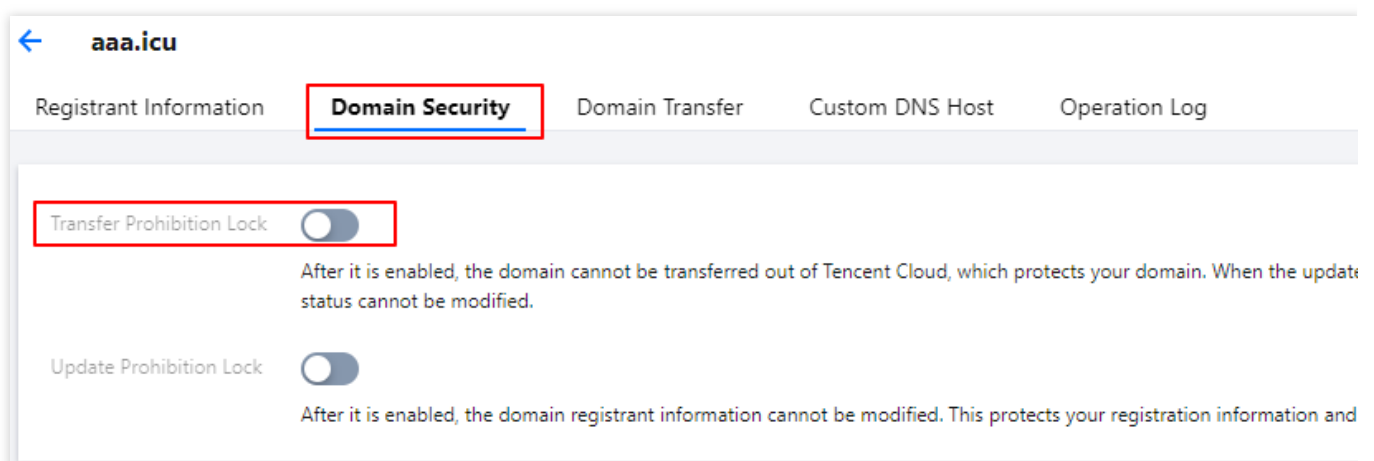 aaa.icu
Registrant Information Domain Security Domain Transfer Custom DNS Host Operation Log
Transfer Prohibition Lock
After it is enabled, the domain cannot be transferred out of Tencent Cloud, which protects your domain. When the update
status cannot be modified.
Update Prohibition Lock
After it is enabled, the domain registrant information cannot be modified. This protects your registration information and